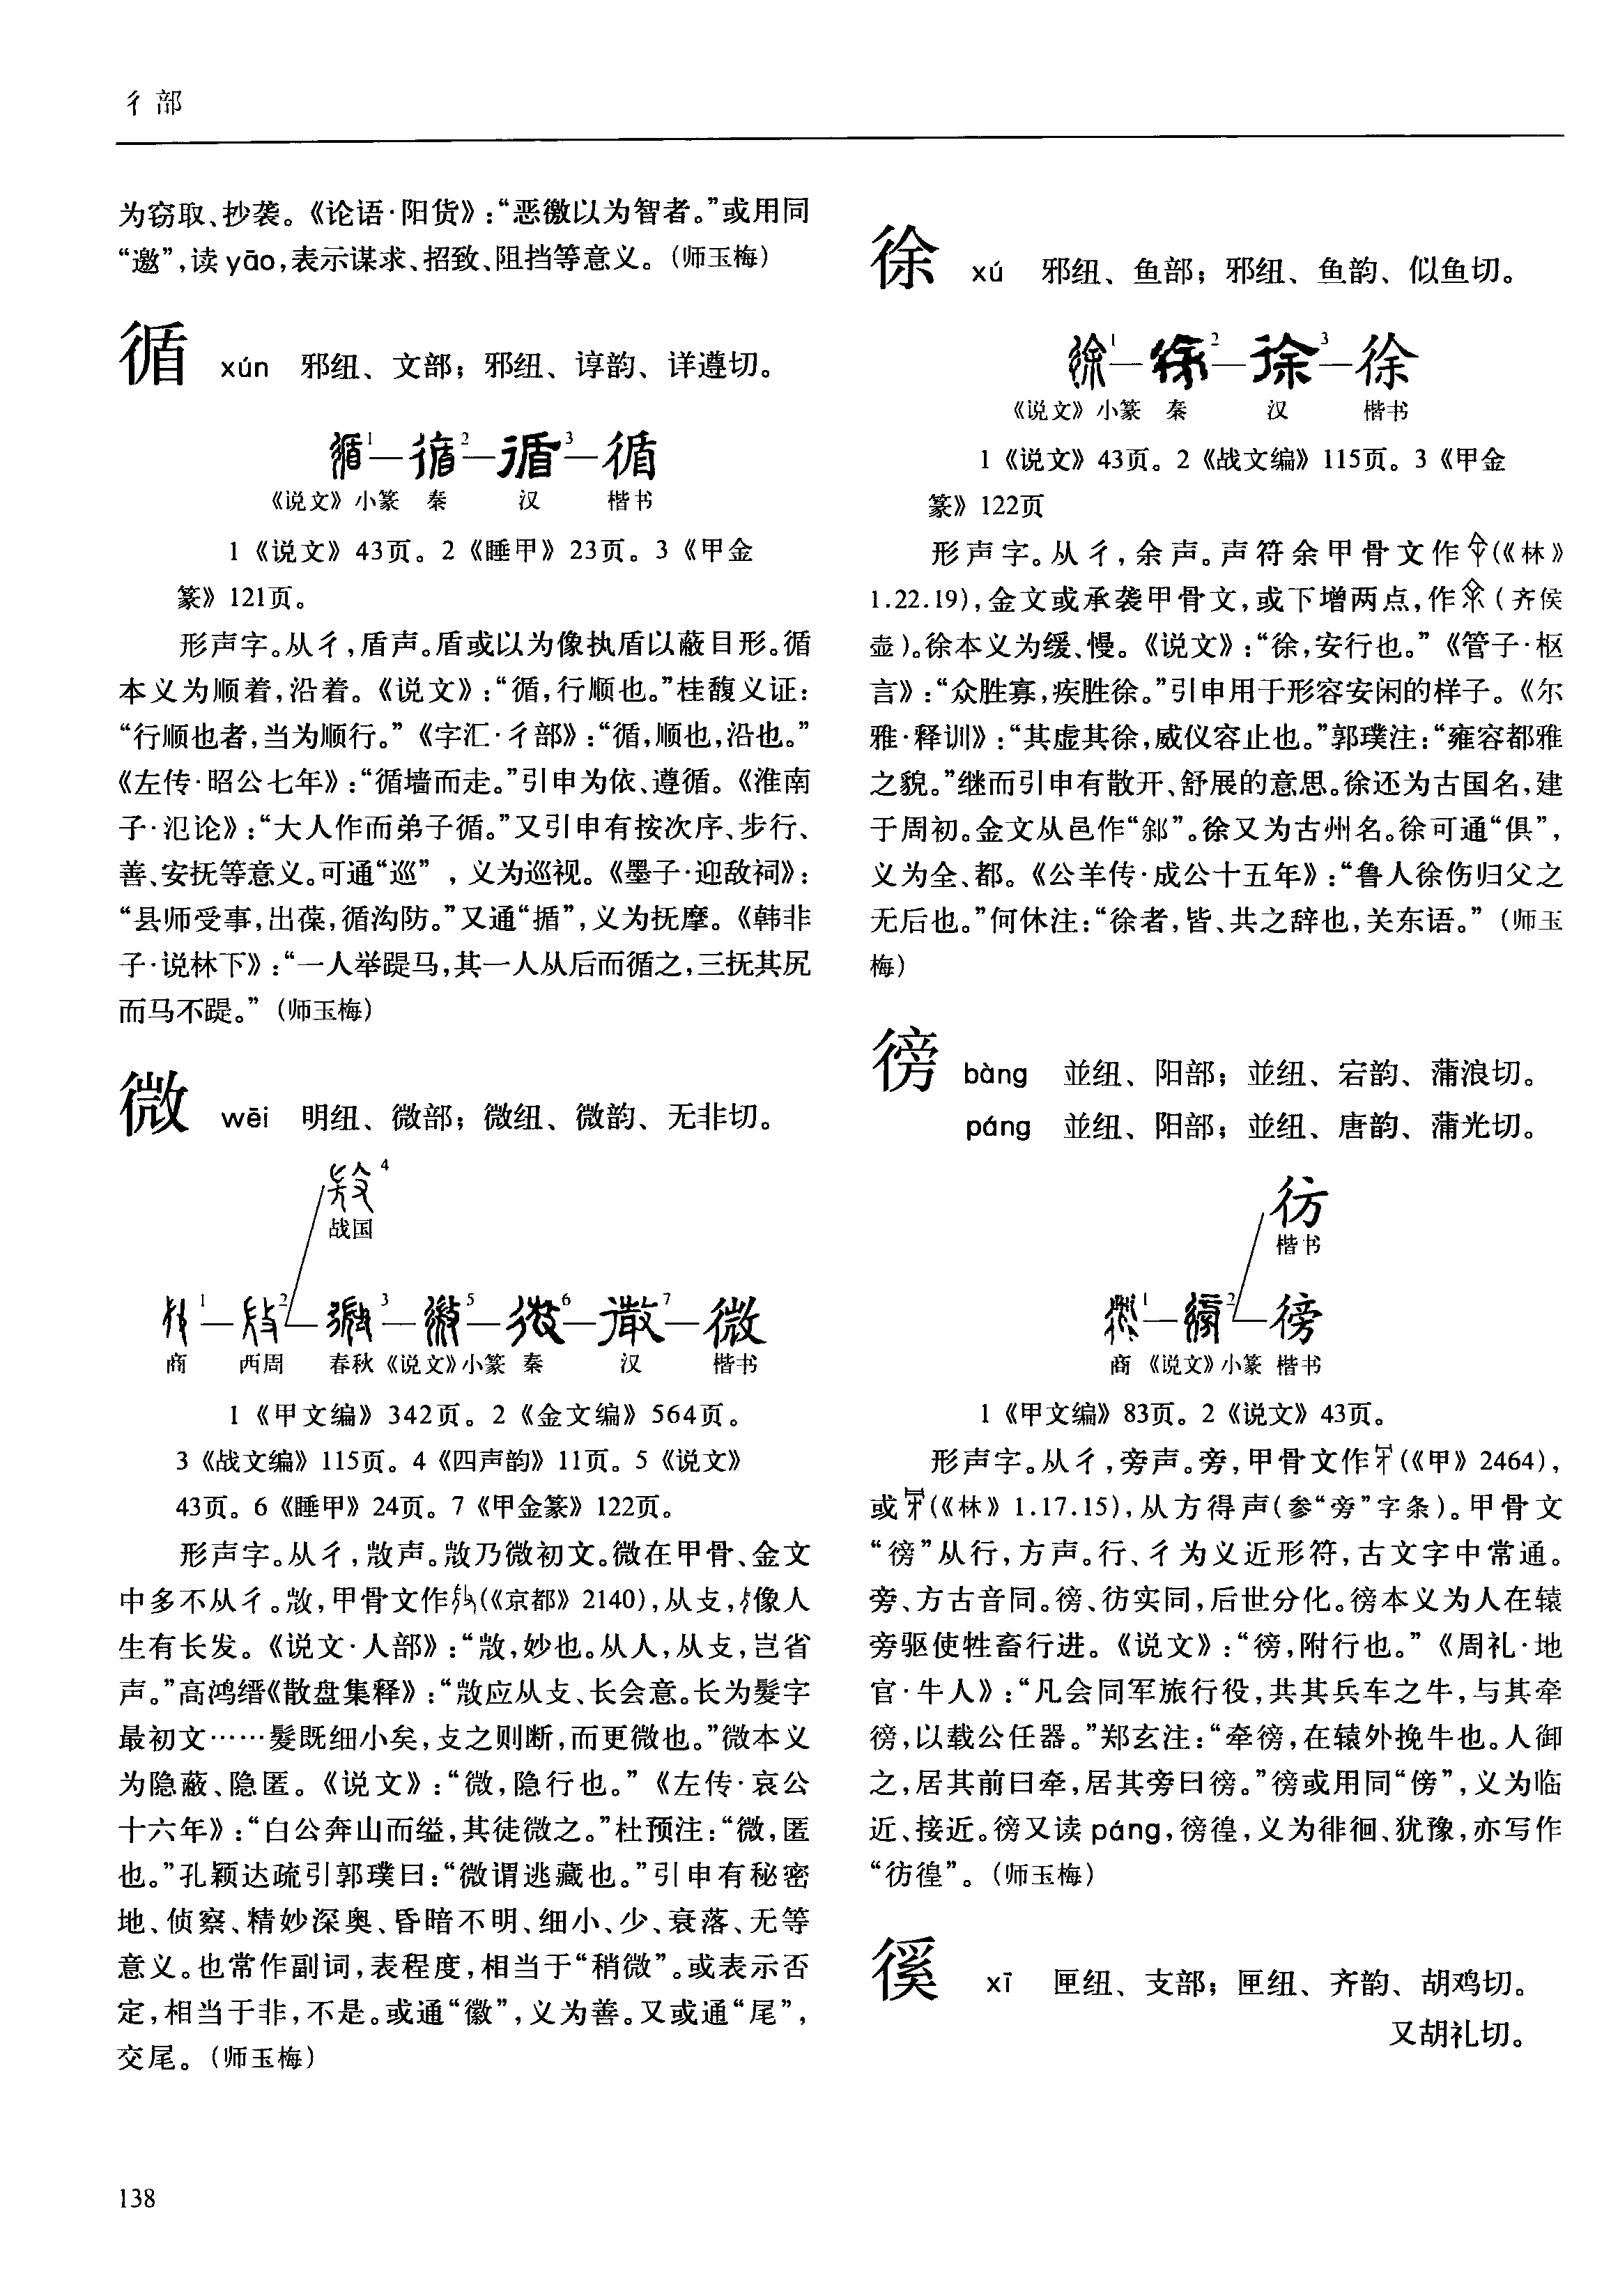 彳部
为窃取、抄袭。《论语·阳货》:“恶徼以为智者。”或用同
“邀”,读yāo,表示谋求、招致、阻挡等意义。(师玉梅)
循 xún 邪纽、文部；邪纽、谆韵、详遵切。
1—2—3—循
《说文》小篆 秦 汉 楷书
1《说文》43页。2《睡甲》23页。3《甲金
篆》121页。
形声字。从彳,盾声。盾或以为像执盾以蔽目形。循
本义为顺着,沿着。《说文》:“循,行顺也。”桂馥义证:
“行顺也者,当为顺行。”《字汇·彳部》:“循,顺也,沿也。”
《左传·昭公七年》:“循墙而走。”引申为依、遵循。《淮南
子·氾论》:“大人作而弟子循。”又引申有按次序、步行、
善、安抚等意义。可通“巡”,义为巡视。《墨子·迎敌祠》:
“县师受事,出葆,循沟防。”又通“揗”,义为抚摩。《韩非
子·说林下》:“一人举踶马,其一人从后而循之,三抚其尻
而马不踶。”(师玉梅)
微 wēi 明纽、微部；微纽、微韵、无非切。
4
战国
1—2—3—5—6—7—微
商 西周 春秋《说文》小篆 秦 汉 楷书
1《甲文编》342页。2《金文编》564页。
3《战文编》115页。4《四声韵》11页。5《说文》
43页。6《睡甲》24页。7《甲金篆》122页。
形声字。从彳,敚声。敚乃微初文。微在甲骨、金文
中多不从彳。敚,甲骨文作(《京都》2140),从攴,像人
生有长发。《说文·人部》:“敚,妙也。从人,从攴,岂省
声。”高鸿缙《散盘集释》:“敚应从攴、长会意。长为髮字
最初文……髮既细小矣,攴之则断,而更微也。”微本义
为隐蔽、隐匿。《说文》:“微,隐行也。”《左传·哀公
十六年》:“白公奔山而缢,其徒微之。”杜预注:“微,匿
也。”孔颖达疏引郭璞曰:“微谓逃藏也。”引申有秘密
地、侦察、精妙深奥、昏暗不明、细小、少、衰落、无等
意义。也常作副词,表程度,相当于“稍微”。或表示否
定,相当于非,不是。或通“徽”,义为善。又或通“尾”,
交尾。(师玉梅)
138
徐 xú 邪纽、鱼部；邪纽、鱼韵、似鱼切。
1—2—3—徐
《说文》小篆 秦 汉 楷书
1《说文》43页。2《战文编》115页。3《甲金
篆》122页
形声字。从彳,余声。声符余甲骨文作(《林》
1.22.19),金文或承袭甲骨文,或下增两点,作(齐侯
壶)。徐本义为缓、慢。《说文》:“徐,安行也。”《管子·枢
言》:“众胜寡,疾胜徐。”引申用于形容安闲的样子。《尔
雅·释训》:“其虚其徐,威仪容止也。”郭璞注:“雍容都雅
之貌。”继而引申有散开、舒展的意思。徐还为古国名,建
于周初。金文从邑作“䣄”。徐又为古州名。徐可通“俱”,
义为全、都。《公羊传·成公十五年》:“鲁人徐伤归父之
无后也。”何休注:“徐者,皆、共之辞也,关东语。”(师玉
梅)
徬 bàng 並纽、阳部；並纽、宕韵、蒲浪切。
páng 並纽、阳部；並纽、唐韵、蒲光切。
彷
楷书
1—2—徬
商 《说文》小篆 楷书
1《甲文编》83页。2《说文》43页。
形声字。从彳,旁声。旁,甲骨文作(《甲》2464),
或(《林》1.17.15),从方得声(参“旁”字条)。甲骨文
“徬”从行,方声。行、彳为义近形符,古文字中常通。
旁、方古音同。徬、彷实同,后世分化。徬本义为人在辕
旁驱使牲畜行进。《说文》:“徬,附行也。”《周礼·地
官·牛人》:“凡会同军旅行役,共其兵车之牛,与其牵
徬,以载公任器。”郑玄注:“牵徬,在辕外挽牛也。人御
之,居其前曰牵,居其旁曰徬。”徬或用同“傍”,义为临
近、接近。徬又读páng,徬徨,义为徘徊、犹豫,亦写作
“彷徨”。(师玉梅)
徯 xī 匣纽、支部；匣纽、齐韵、胡鸡切。
又胡礼切。